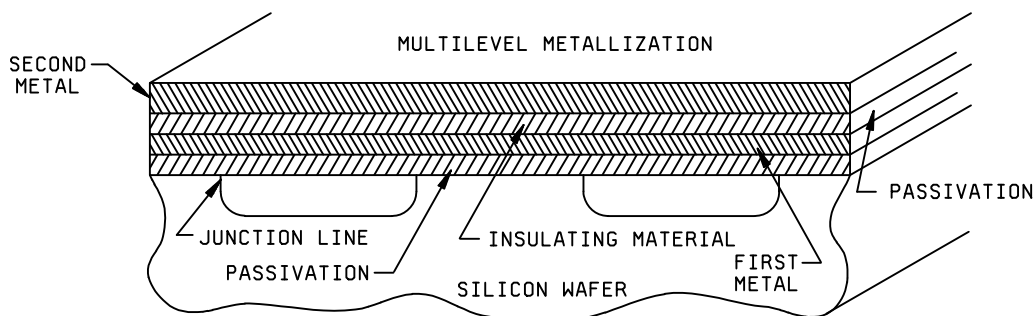 MULTILEVEL METALLIZATION
SECOND
METAL
PASSIVATION
JUNCTION LINE
INSULATING MATERIAL
PASSIVATION
FIRST
METAL
SILICON WAFER